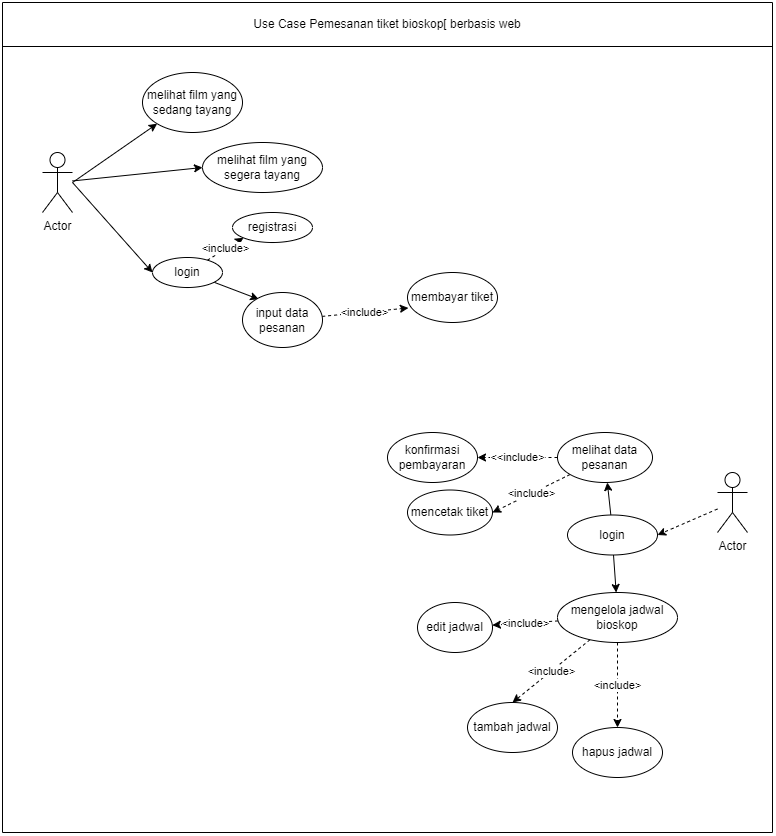 Use Case Pemesanan tiket bioskop[ berbasis web
melihat film yang
sedang tayang
melihat film yang
segera tayang
Actor
registrasi
<include>
login
input data
pesanan
<include>
membayar tiket
konfirmasi
pembayaran
<<include>
melihat data
pesanan
mencetak tiket
<include>
login
Actor
mengelola jadwal
bioskop
edit jadwal
<include>
<include>
<include>
tambah jadwal
hapus jadwal